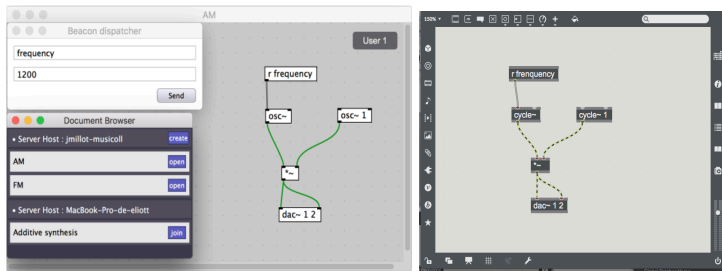 AM
Beacon dispatcher
frequency
1200
Send
User 1
Document Browser
• Server Host : jmillot-musicoll
create
AM
open
FM
open
• Server Host : MacBook-Pro-de-eliott
Additive synthesis
join
r frequency
osc~
osc~ 1
*~
dac~ 1 2
150%
r frenquency
cycle~
cycle~ 1
*~
dac~ 1 2